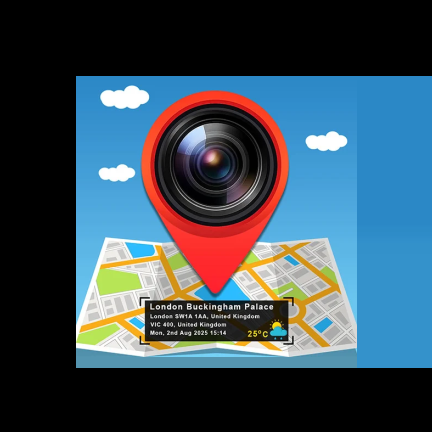 London Buckingham Palace
London SW1A 1AA, United Kingdom
VIC 400, United Kingdom
Mon, 2nd Aug 2025 15:14
25°C